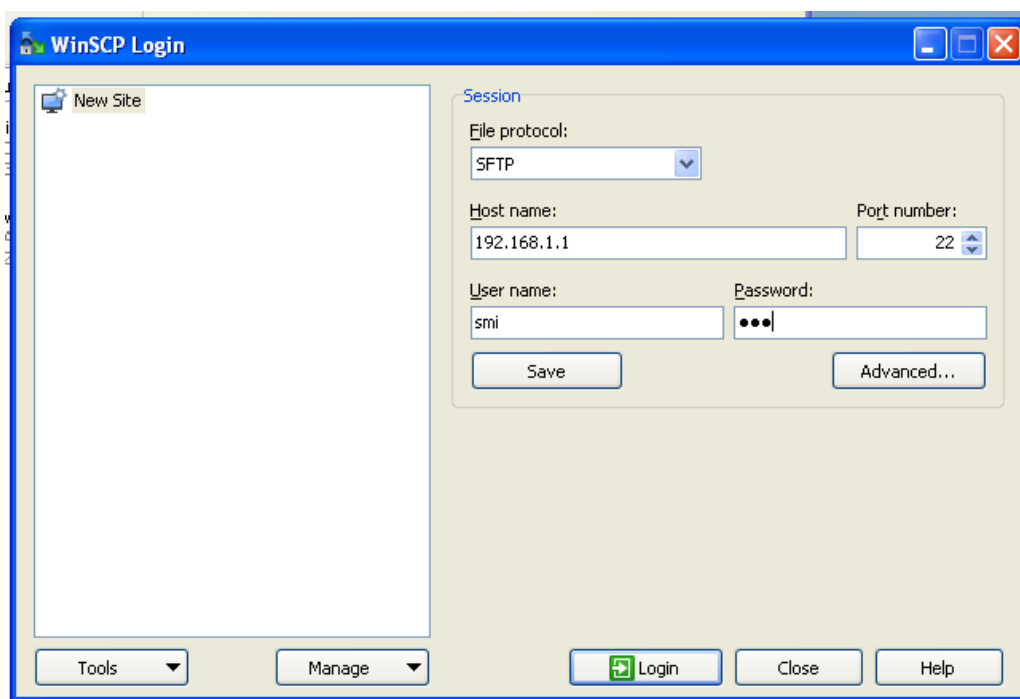 WinSCP Login
New Site
Session
File protocol:
SFTP
Host name: Port number:
192.168.1.1 22
User name: Password:
smi ●●●
Save Advanced...
Tools Manage Login Close Help